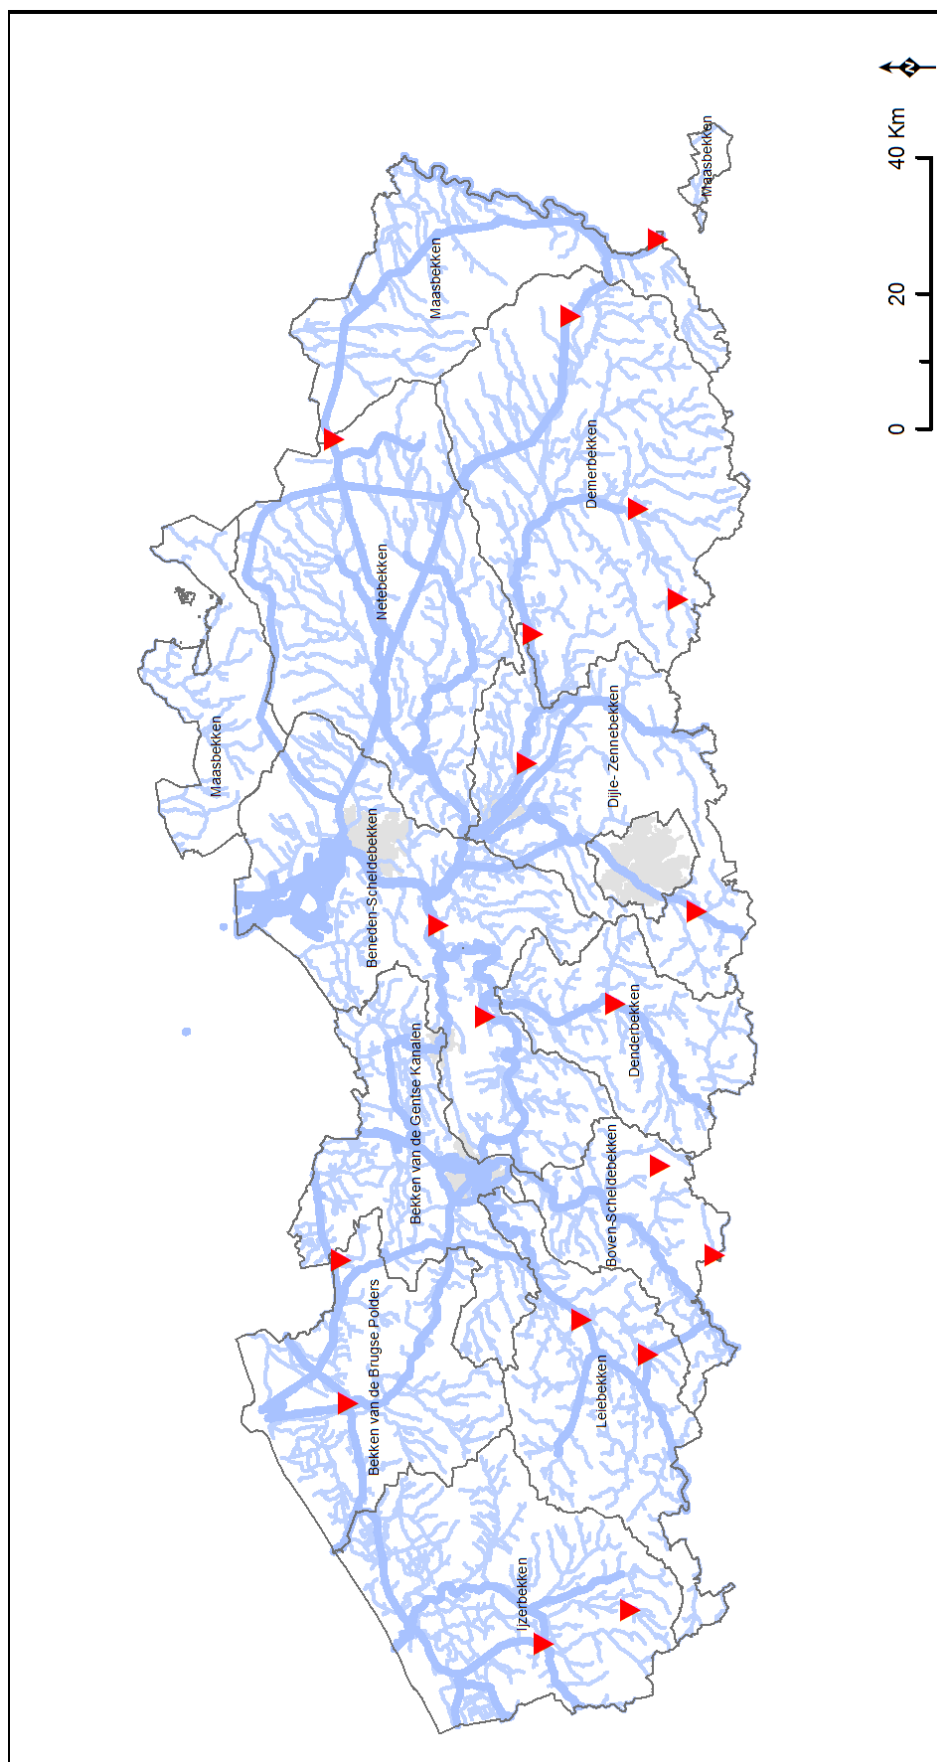 Maasbekken
Maasbekken
Maasbekken
Netebekken
Demerbekken
Dijle- Zennebekken
Beneden-Scheldebekken
Bekken van de Gentse Kanalen
Denderbekken
Boven-Scheldebekken
Bekken van de Brugse Polders
Leiebekken
Ijzerbekken
0
20
40 Km
N